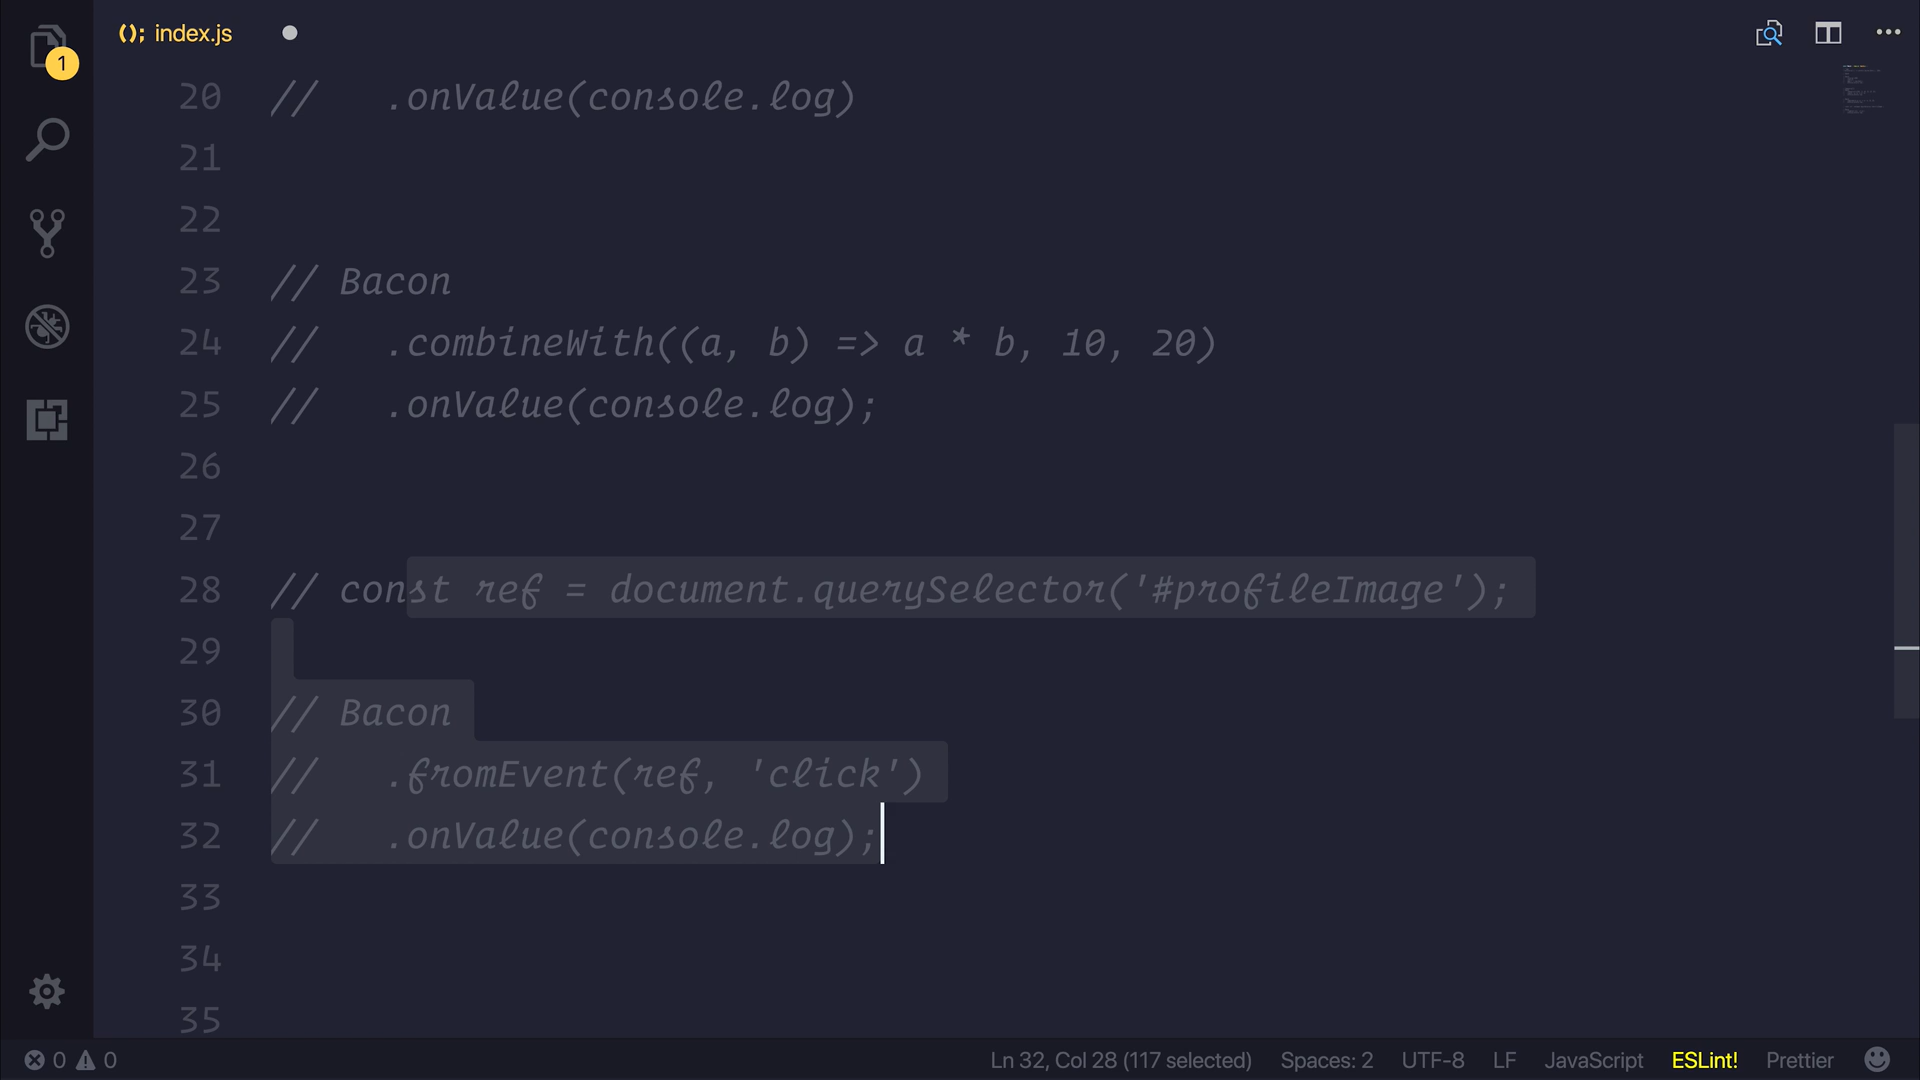 1
(); index.js
20 //   .onValue(console.log)
21
22
23 // Bacon
24 //   .combineWith((a, b) => a * b, 10, 20)
25 //   .onValue(console.log);
26
27
28 // const ref = document.querySelector('#profileImage');
29
30 // Bacon
31 //   .fromEvent(ref, 'click')
32 //   .onValue(console.log);
33
34
35
0 0 Ln 32, Col 28 (117 selected) Spaces: 2 UTF-8 LF JavaScript ESLint! Prettier